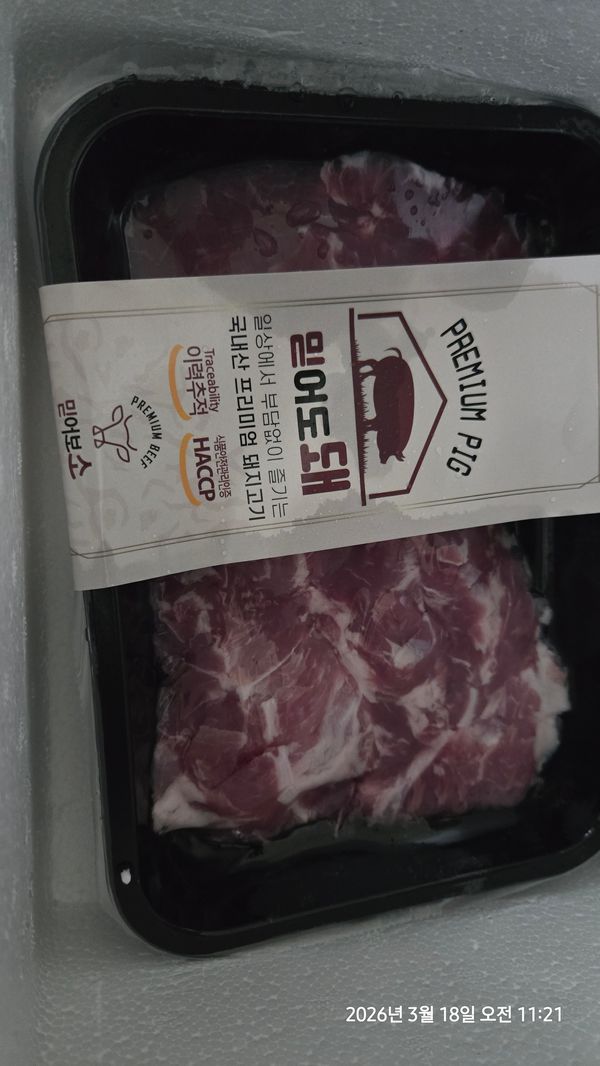 PREMIUM PIG
믿어도돼
일상에서 부담없이 즐기는
국내산 프리미엄 돼지고기
Traceability
이력추적
식품안전관리인증
HACCP
PREMIUM BEEF
믿어보소
2026년 3월 18일 오전 11:21